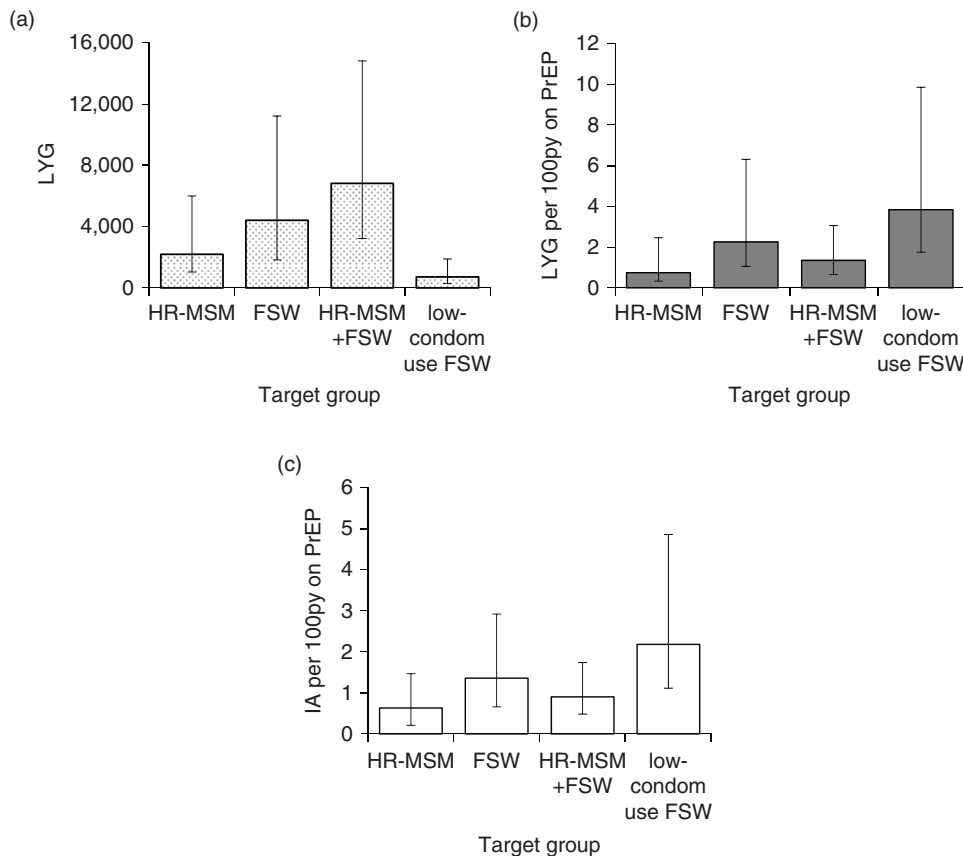 (a)
16,000
12,000
8,000
4,000
0
LYG
HR-MSM FSW HR-MSM low-
+FSW condom
use FSW
Target group
(b)
12
10
8
6
4
2
0
LYG per 100py on PrEP
HR-MSM FSW HR-MSM low-
+FSW condom
use FSW
Target group
(c)
6
5
4
3
2
1
0
IA per 100py on PrEP
HR-MSM FSW HR-MSM low-
+FSW condom
use FSW
Target group